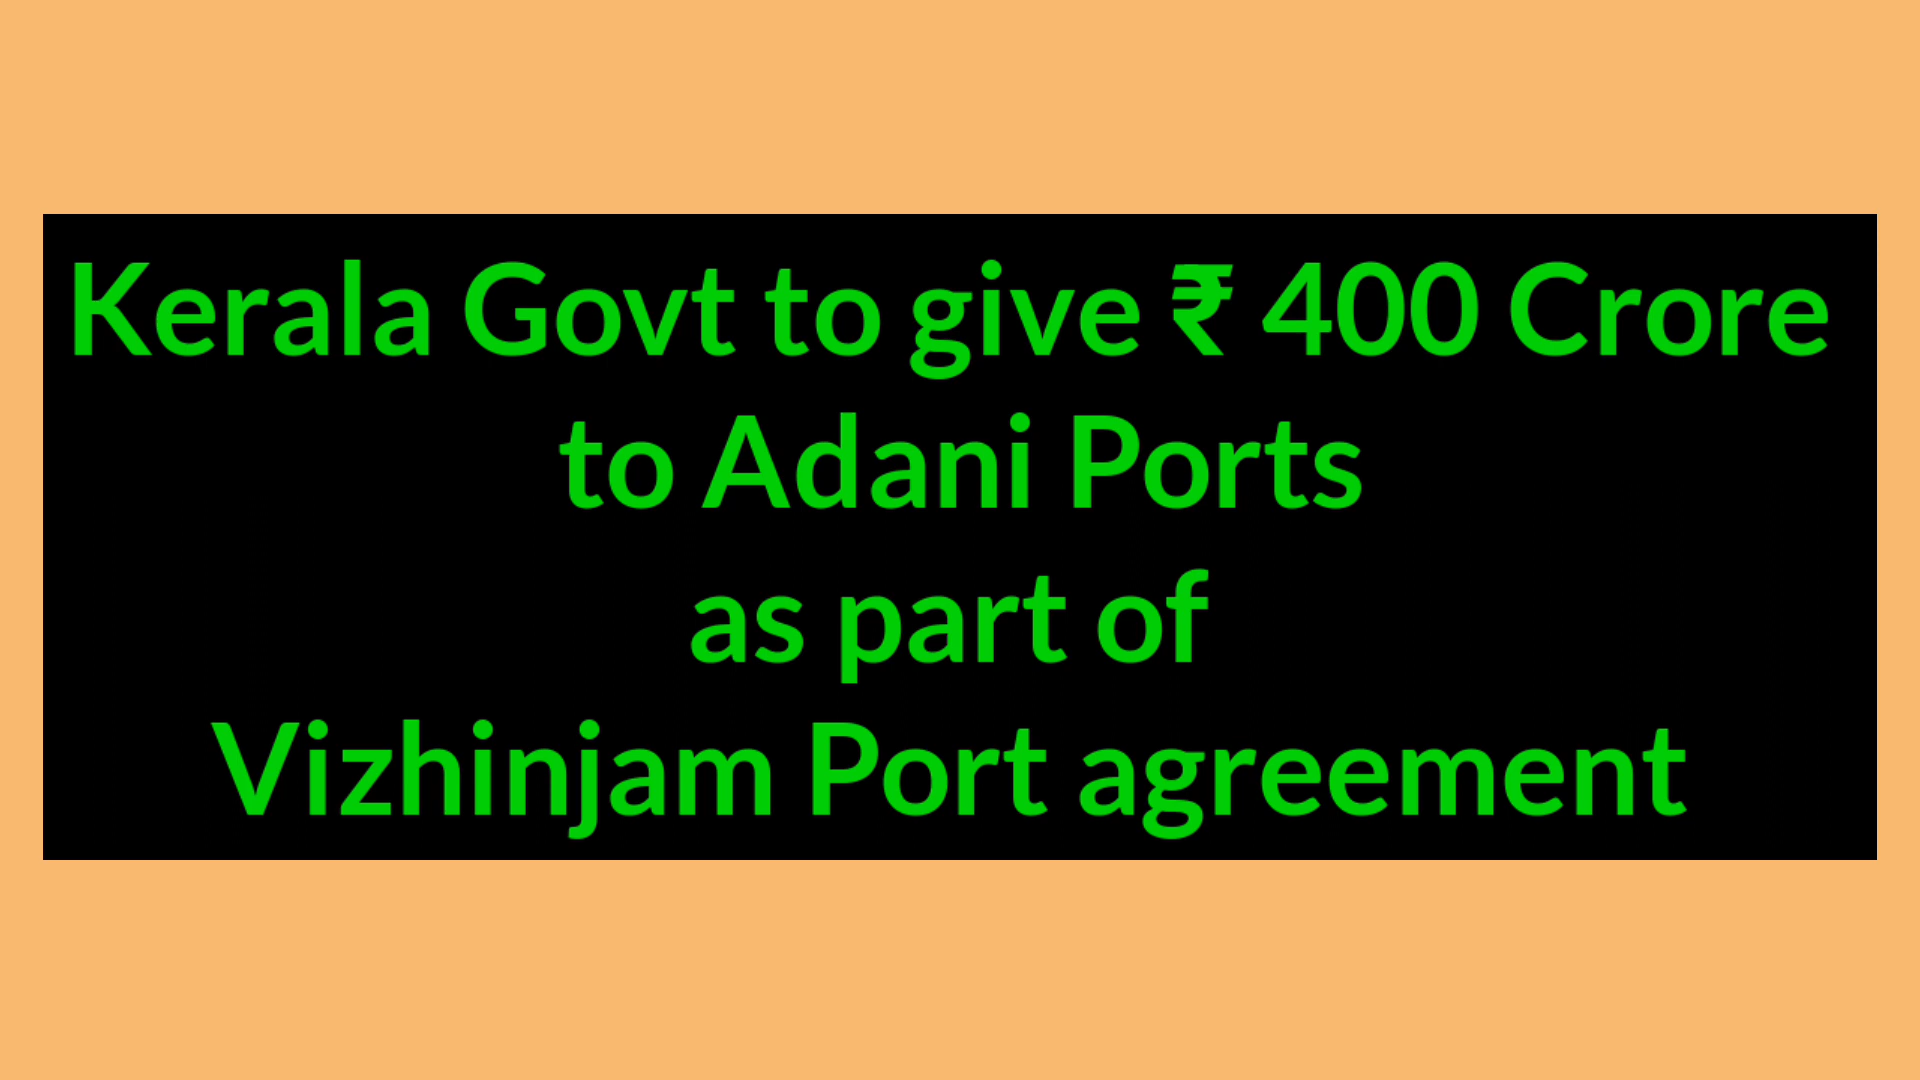 Kerala Govt to give ₹ 400 Crore
to Adani Ports
as part of
Vizhinjam Port agreement